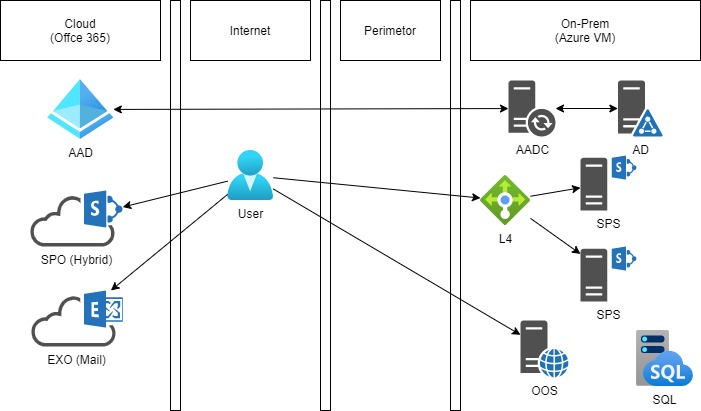 Cloud
(Offce 365)
Internet
Perimetor
On-Prem
(Azure VM)
AAD
AADC
AD
User
S
SPO (Hybrid)
L4
S
SPS
S
SPS
E
EXO (Mail)
OOS
SQL
SQL